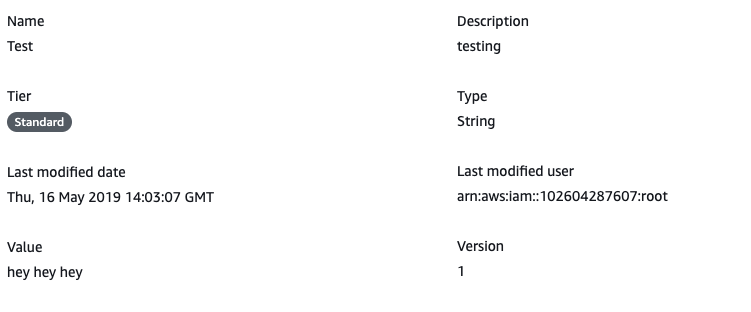 Name
Test
Description
testing
Tier
Standard
Type
String
Last modified date
Thu, 16 May 2019 14:03:07 GMT
Last modified user
arn:aws:iam::102604287607:root
Value
hey hey hey
Version
1